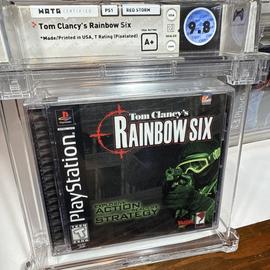 WATA CERTIFIED PS1 RED STORM
Tom Clancy's Rainbow Six
*Made/Printed in USA, T Rating (Pixelated)
A+
9.8
Tom Clancy's
RAINBOW SIX
PlayStation
ACTION
STRATEGY